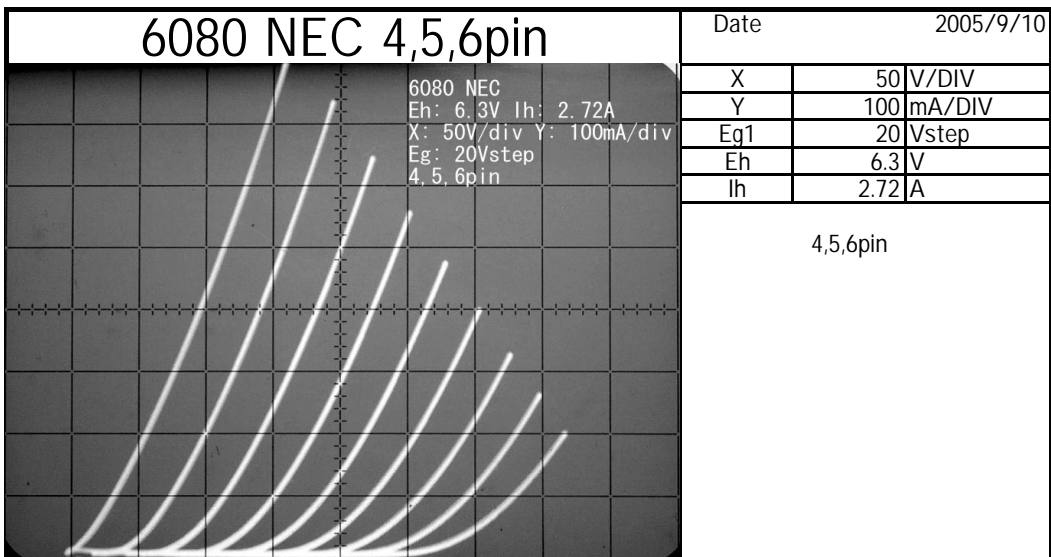 6080 NEC 4,5,6pin
Date 2005/9/10
6080 NEC
Eh: 6.3V Ih: 2.72A
X: 50V/div Y: 100mA/div
Eg: 20Vstep
4,5,6pin
X 50 V/DIV
Y 100 mA/DIV
Eg1 20 Vstep
Eh 6.3 V
Ih 2.72 A
4,5,6pin